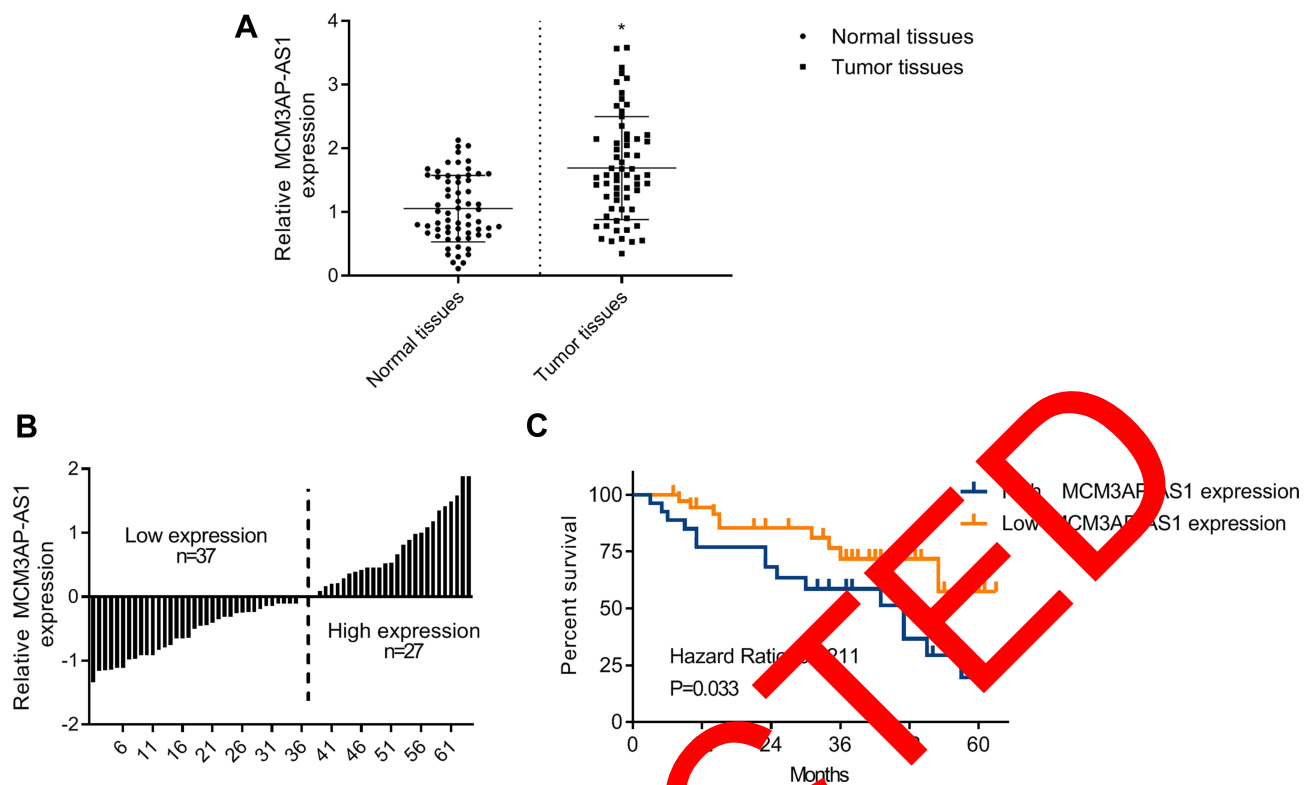 A
Relative MCM3AP-AS1
expression
4
3
2
1
0
*
Normal tissues
Tumor tissues
Normal tissues
Tumor tissues
B
Relative MCM3AP-AS1
expression
2
1
0
-1
-2
Low expression
n=37
High expression
n=27
6 11 16 21 26 31 36 41 46 51 56 61
C
Percent survival
100
75
50
25
0
MCM3AP-AS1 expression
Low MCM3AP-AS1 expression
Hazard Ratio 211
P=0.033
0 24 36 60
Months
CTED